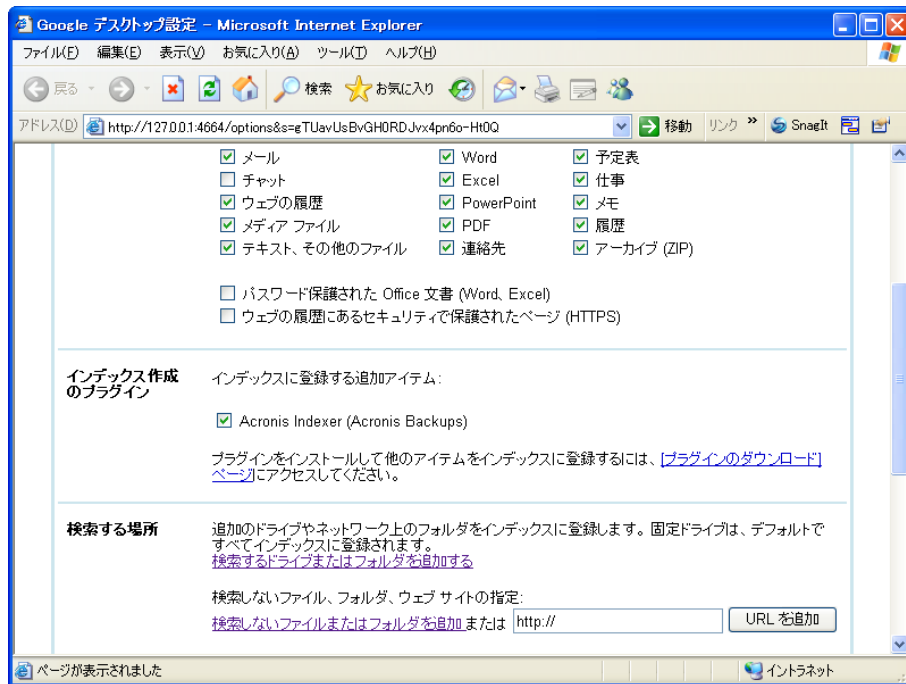 Google デスクトップ設定 - Microsoft Internet Explorer
ファイル(F) 編集(E) 表示(V) お気に入り(A) ツール(T) ヘルプ(H)
戻る 検索 お気に入り
アドレス(D) http://127.0.0.1:4664/options&s=gTUavUsBvGH0RDJvx4pn6o-Ht0Q 移動 リンク » SnagIt
メール Word 予定表
チャット Excel 仕事
ウェブの履歴 PowerPoint メモ
メディア ファイル PDF 履歴
テキスト、その他のファイル 連絡先 アーカイブ (ZIP)
パスワード保護された Office 文書 (Word、Excel)
ウェブの履歴にあるセキュリティで保護されたページ (HTTPS)
インデックス作成
のプラグイン
インデックスに登録する追加アイテム:
Acronis Indexer (Acronis Backups)
プラグインをインストールして他のアイテムをインデックスに登録するには、[プラグインのダウンロード]
ページにアクセスしてください。
検索する場所
追加のドライブやネットワーク上のフォルダをインデックスに登録します。固定ドライブは、デフォルトで
すべてインデックスに登録されます。
検索するドライブまたはフォルダを追加する
検索しないファイル、フォルダ、ウェブ サイトの指定:
検索しないファイルまたはフォルダを追加 または http:// URL を追加
ページが表示されました イントラネット